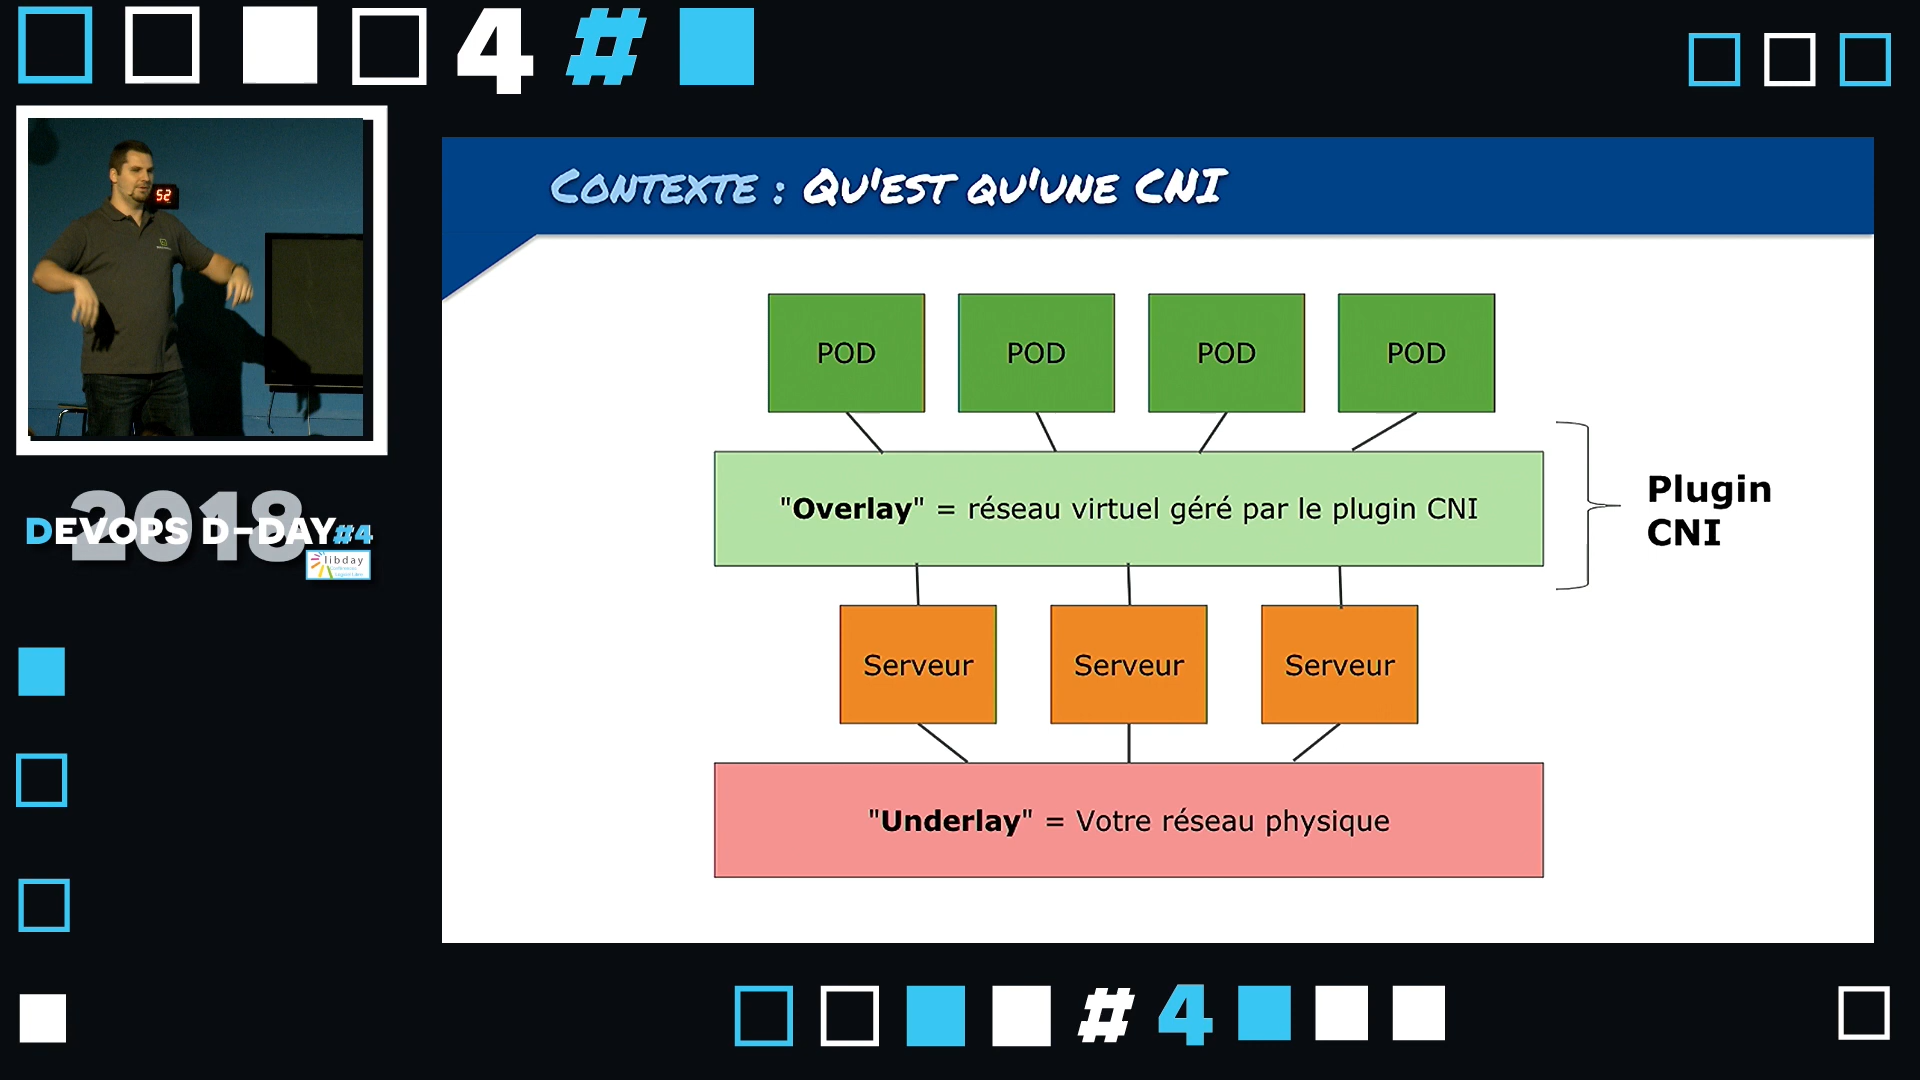 4 #
52
CONTEXTE : QU'EST QU'UNE CNI
POD POD POD POD
"Overlay" = réseau virtuel géré par le plugin CNI
Plugin
CNI
Serveur Serveur Serveur
"Underlay" = Votre réseau physique
2018
DEVOPS D-DAY#4
libday
# 4